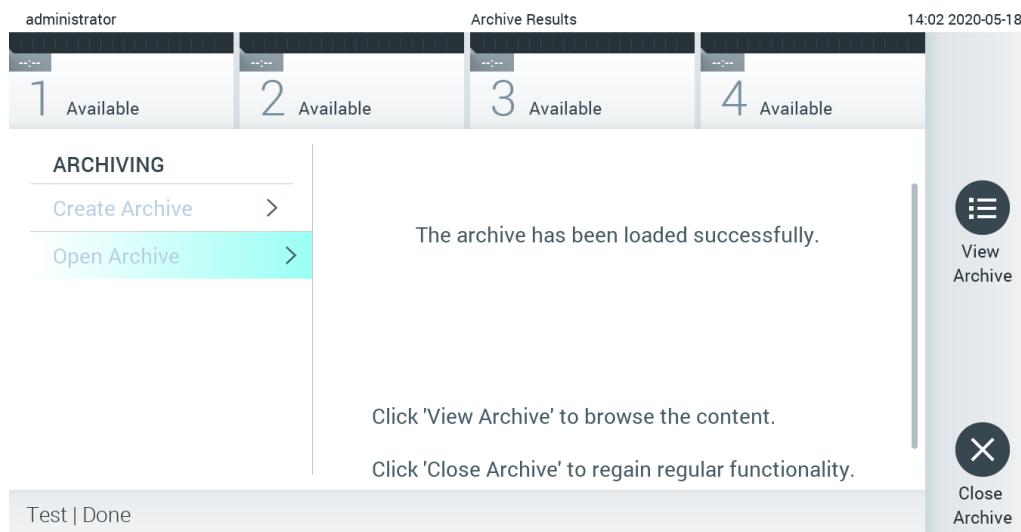 administrator Archive Results 14:02 2020-05-18
--:-- --:-- --:-- --:--
1 Available 2 Available 3 Available 4 Available
ARCHIVING
Create Archive
Open Archive
The archive has been loaded successfully.
Click 'View Archive' to browse the content.
Click 'Close Archive' to regain regular functionality.
View
Archive
Close
Archive
Test | Done